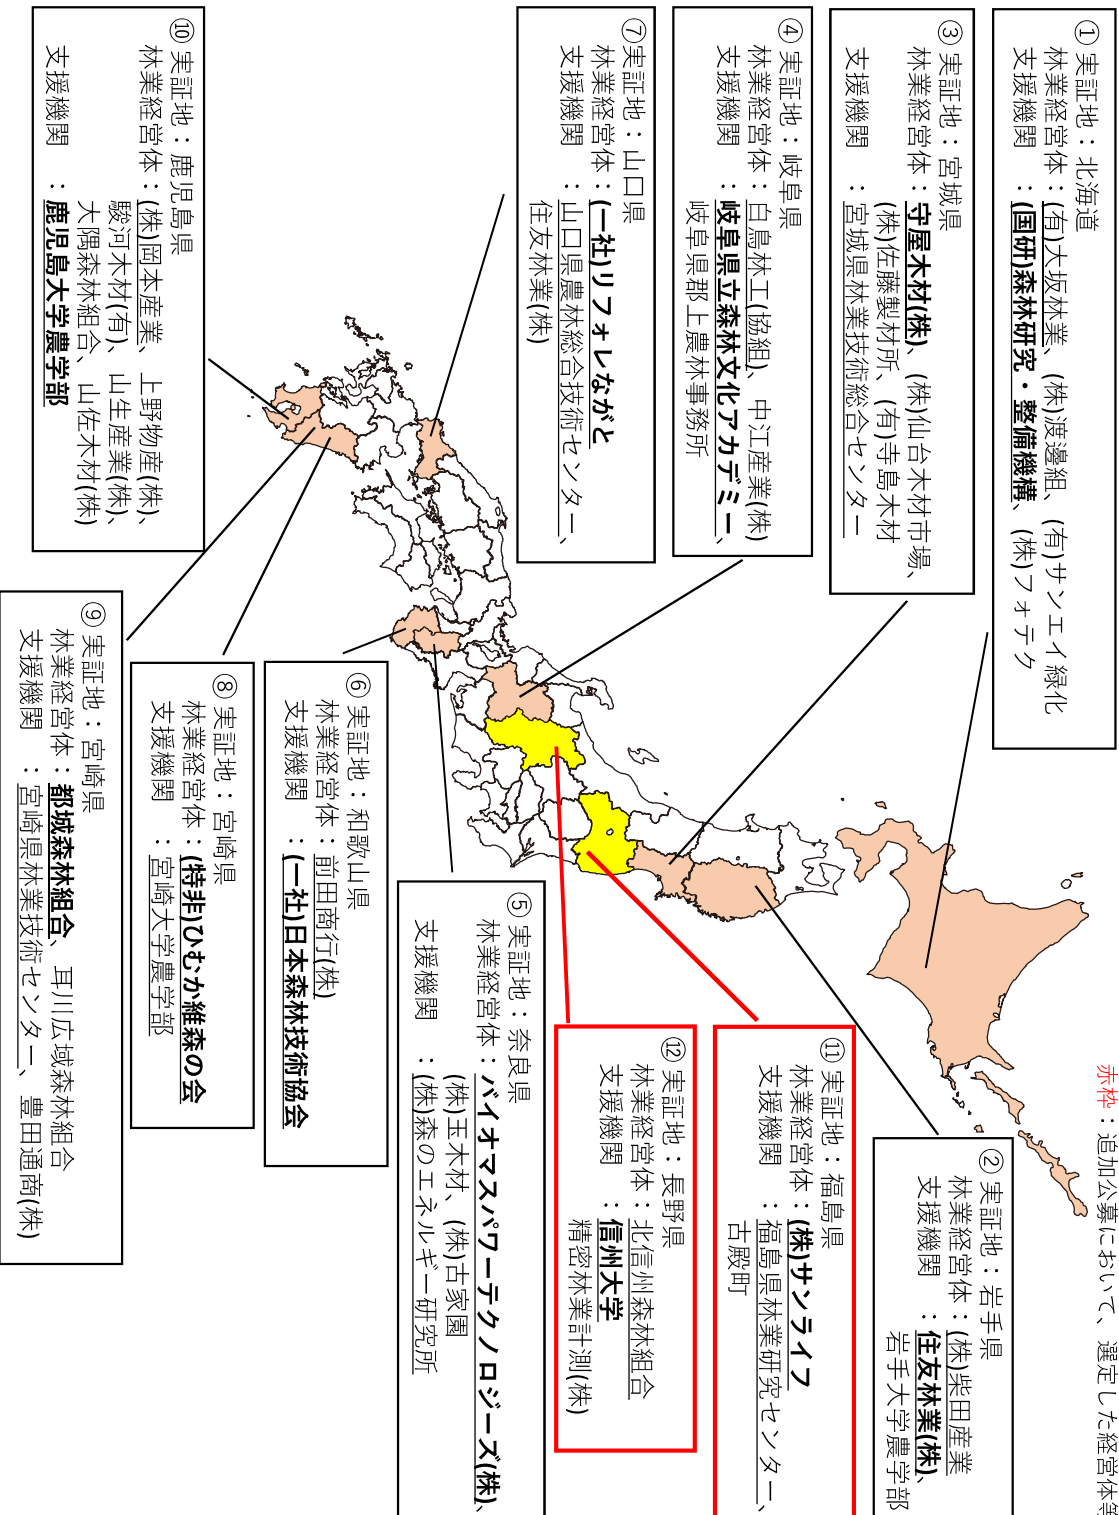 赤枠：追加公募において、選定した経営体等
① 実証地：北海道
林業経営体：(有)大坂林業、(株)渡邊組、(有)サンエイ緑化
支援機関　：(国研)森林研究・整備機構、(株)フォテク
③ 実証地：宮城県
林業経営体：守屋木材(株)、(株)仙台木材市場、
(株)佐藤製材所、(有)寺島木材
支援機関　：宮城県林業技術総合センター
④ 実証地：岐阜県
林業経営体：白鳥林工(協組)、中江産業(株)
支援機関　：岐阜県立森林文化アカデミー、
岐阜県郡上農林事務所
⑦実証地：山口県
林業経営体：(一社)リフォレながと
支援機関　：山口県農林総合技術センター、
住友林業(株)
⑩ 実証地：鹿児島県
林業経営体：(株)岡本産業、上野物産(株)、
駿河木材(有)、山生産業(株)、
大隅森林組合、山佐木材(株)
支援機関　：鹿児島大学農学部
② 実証地：岩手県
林業経営体：(株)柴田産業
支援機関　：住友林業(株)、
岩手大学農学部
⑪ 実証地：福島県
林業経営体：(株)サンライフ
支援機関　：福島県林業研究センター、
古殿町
⑫ 実証地：長野県
林業経営体：北信州森林組合
支援機関　：信州大学
精密林業計測(株)
⑤ 実証地：奈良県
林業経営体：バイオマスパワーテクノロジーズ(株)、
(株)玉木材、(株)古家園
支援機関　：(株)森のエネルギー研究所
⑥ 実証地：和歌山県
林業経営体：前田商行(株)
支援機関　：(一社)日本森林技術協会
⑧ 実証地：宮崎県
林業経営体：(特非)ひむか維森の会
支援機関　：宮崎大学農学部
⑨ 実証地：宮崎県
林業経営体：都城森林組合、耳川広域森林組合
支援機関　：宮崎県林業技術センター、豊田通商(株)